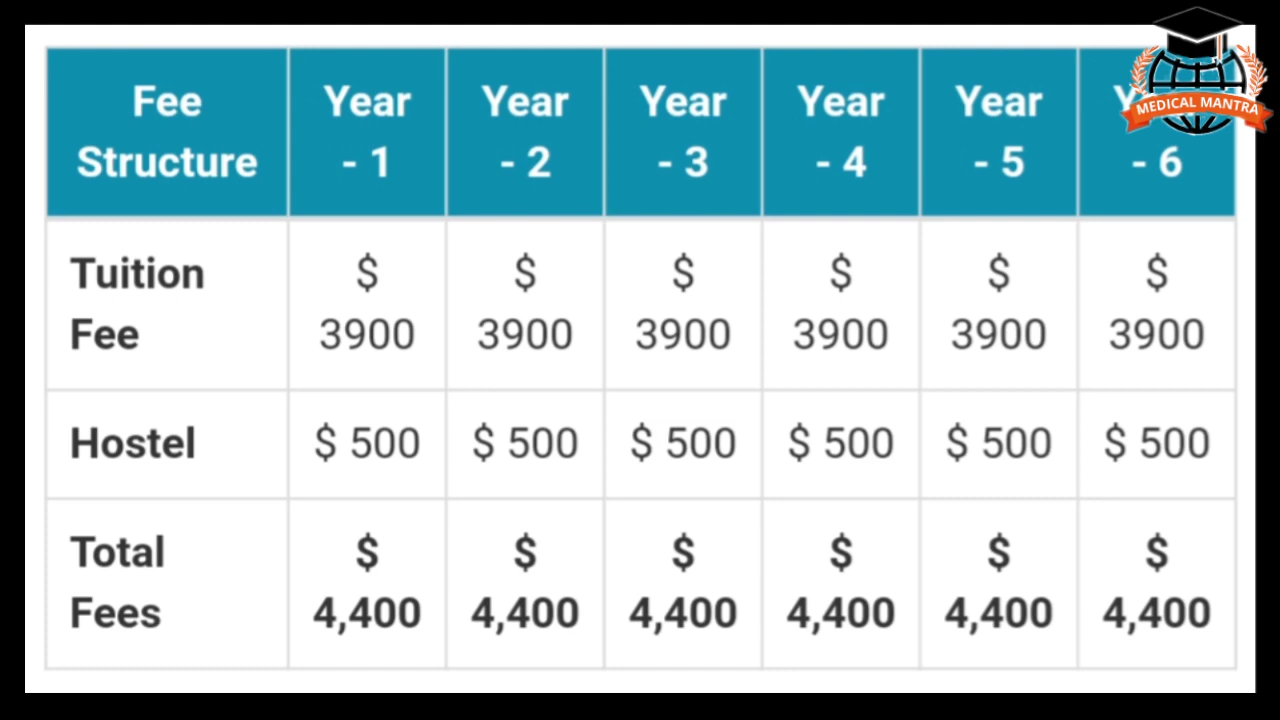 Fee Structure Year - 1 Year - 2 Year - 3 Year - 4 Year - 5 - 6
MEDICAL MANTRA
Tuition Fee $ 3900 $ 3900 $ 3900 $ 3900 $ 3900 $ 3900
Hostel $ 500 $ 500 $ 500 $ 500 $ 500 $ 500
Total Fees $ 4,400 $ 4,400 $ 4,400 $ 4,400 $ 4,400 $ 4,400